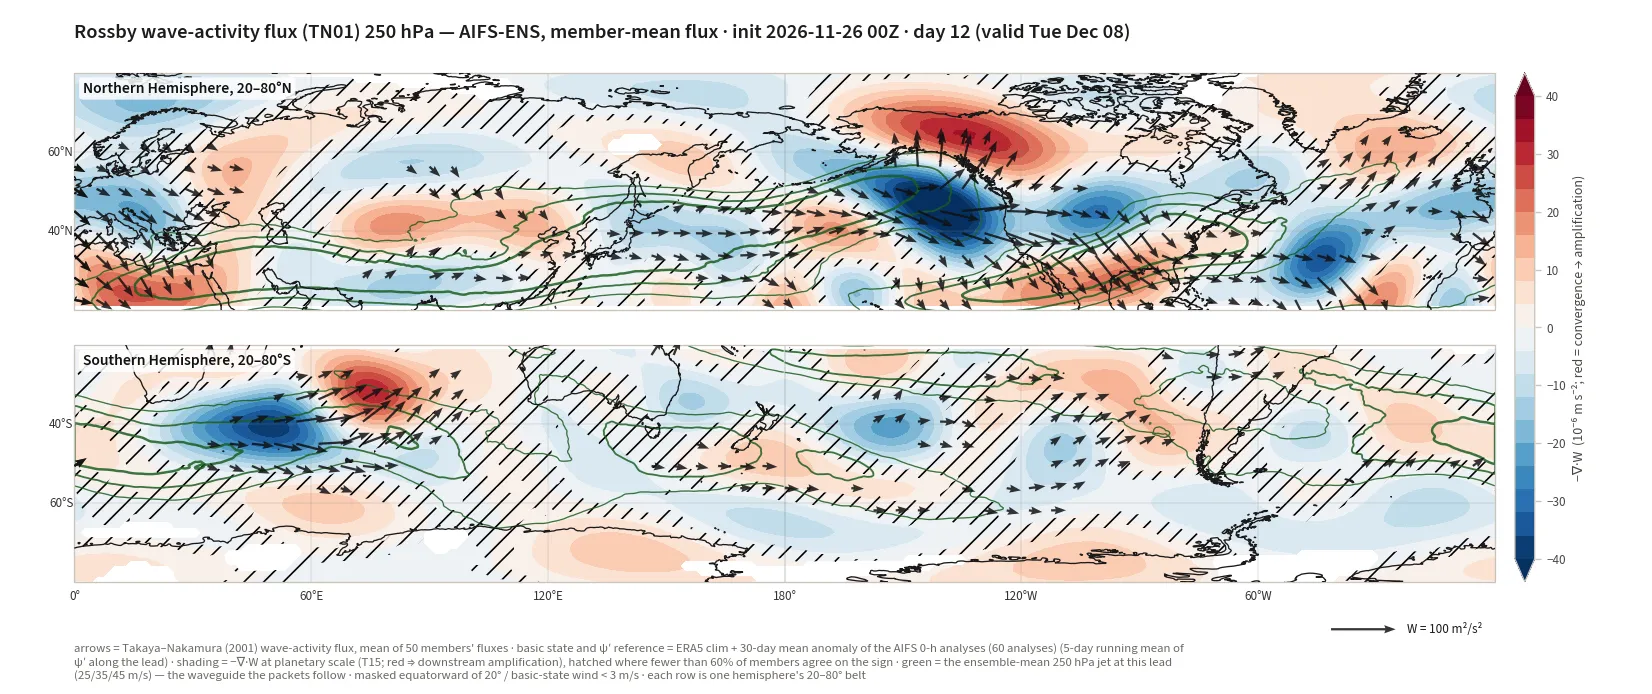 Rossby wave-activity flux (TN01) 250 hPa — AIFS-ENS, member-mean flux · init 2026-11-26 00Z · day 12 (valid Tue Dec 08)
Northern Hemisphere, 20–80°N
60°N
40°N
Southern Hemisphere, 20–80°S
40°S
60°S
0°
60°E
120°E
180°
120°W
60°W
40
30
20
10
0
−10
−20
−30
−40
−∇·W (10⁻⁶ m s⁻²; red = convergence → amplification)
W = 100 m²/s²
arrows = Takaya–Nakamura (2001) wave-activity flux, mean of 50 members' fluxes · basic state and ψ' reference = ERA5 clim + 30-day mean anomaly of the AIFS 0-h analyses (60 analyses) (5-day running mean of
ψ' along the lead) · shading = −∇·W at planetary scale (T15; red ⇒ downstream amplification), hatched where fewer than 60% of members agree on the sign · green = the ensemble-mean 250 hPa jet at this lead
(25/35/45 m/s) — the waveguide the packets follow · masked equatorward of 20° / basic-state wind < 3 m/s · each row is one hemisphere's 20–80° belt